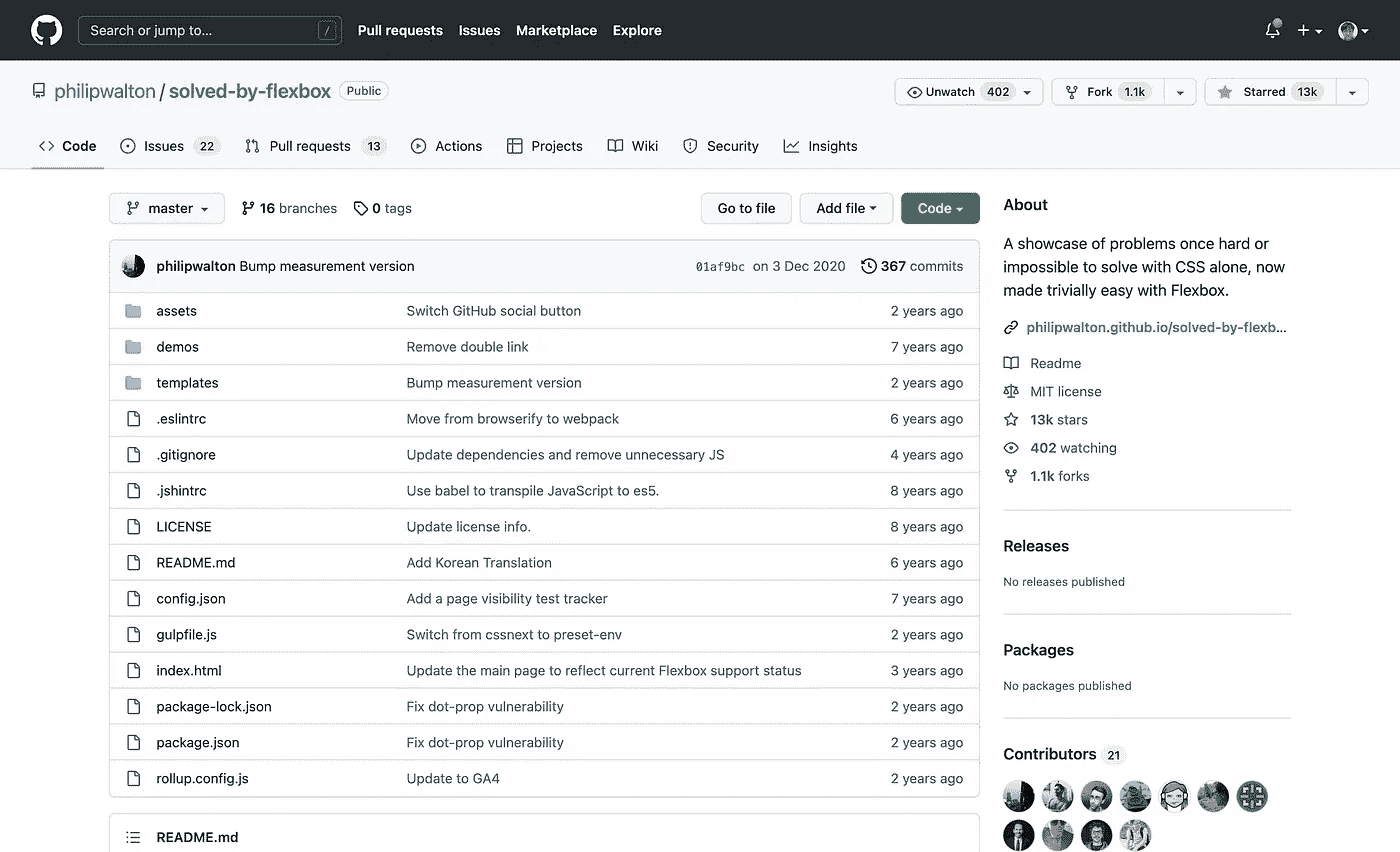 Search or jump to... /
Pull requests Issues Marketplace Explore
philipwalton / solved-by-flexbox Public
Unwatch 402 Fork 1.1k Starred 13k
Code Issues 22 Pull requests 13 Actions Projects Wiki Security Insights
master 16 branches 0 tags Go to file Add file Code
philipwalton Bump measurement version 01af9bc on 3 Dec 2020 367 commits
assets Switch GitHub social button 2 years ago
demos Remove double link 7 years ago
templates Bump measurement version 2 years ago
.eslintrc Move from browserify to webpack 6 years ago
.gitignore Update dependencies and remove unnecessary JS 4 years ago
.jshintrc Use babel to transpile JavaScript to es5. 8 years ago
LICENSE Update license info. 8 years ago
README.md Add Korean Translation 6 years ago
config.json Add a page visibility test tracker 7 years ago
gulpfile.js Switch from cssnext to preset-env 2 years ago
index.html Update the main page to reflect current Flexbox support status 3 years ago
package-lock.json Fix dot-prop vulnerability 2 years ago
package.json Fix dot-prop vulnerability 2 years ago
rollup.config.js Update to GA4 2 years ago
README.md
About
A showcase of problems once hard or
impossible to solve with CSS alone, now
made trivially easy with Flexbox.
philipwalton.github.io/solved-by-flexb...
Readme
MIT license
13k stars
402 watching
1.1k forks
Releases
No releases published
Packages
No packages published
Contributors 21